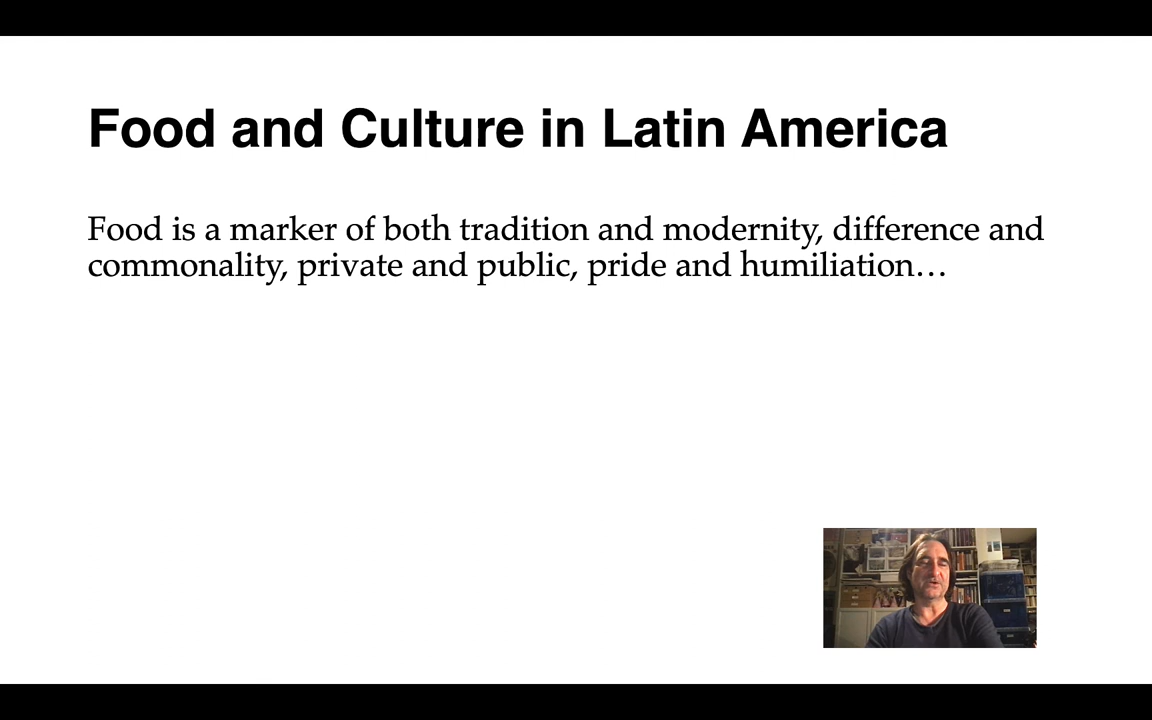 Food and Culture in Latin America
Food is a marker of both tradition and modernity, difference and
commonality, private and public, pride and humiliation…